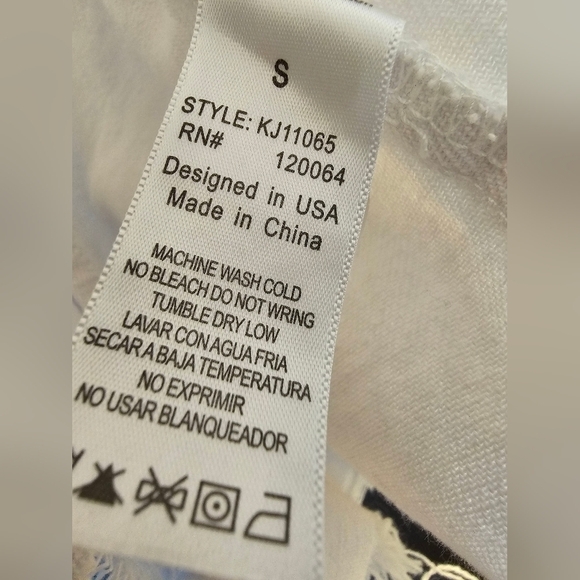 S
STYLE: KJ11065
RN# 120064
Designed in USA
Made in China
MACHINE WASH COLD
NO BLEACH DO NOT WRING
TUMBLE DRY LOW
LAVAR CON AGUA FRIA
SECAR A BAJA TEMPERATURA
NO EXPRIMIR
NO USAR BLANQUEADOR